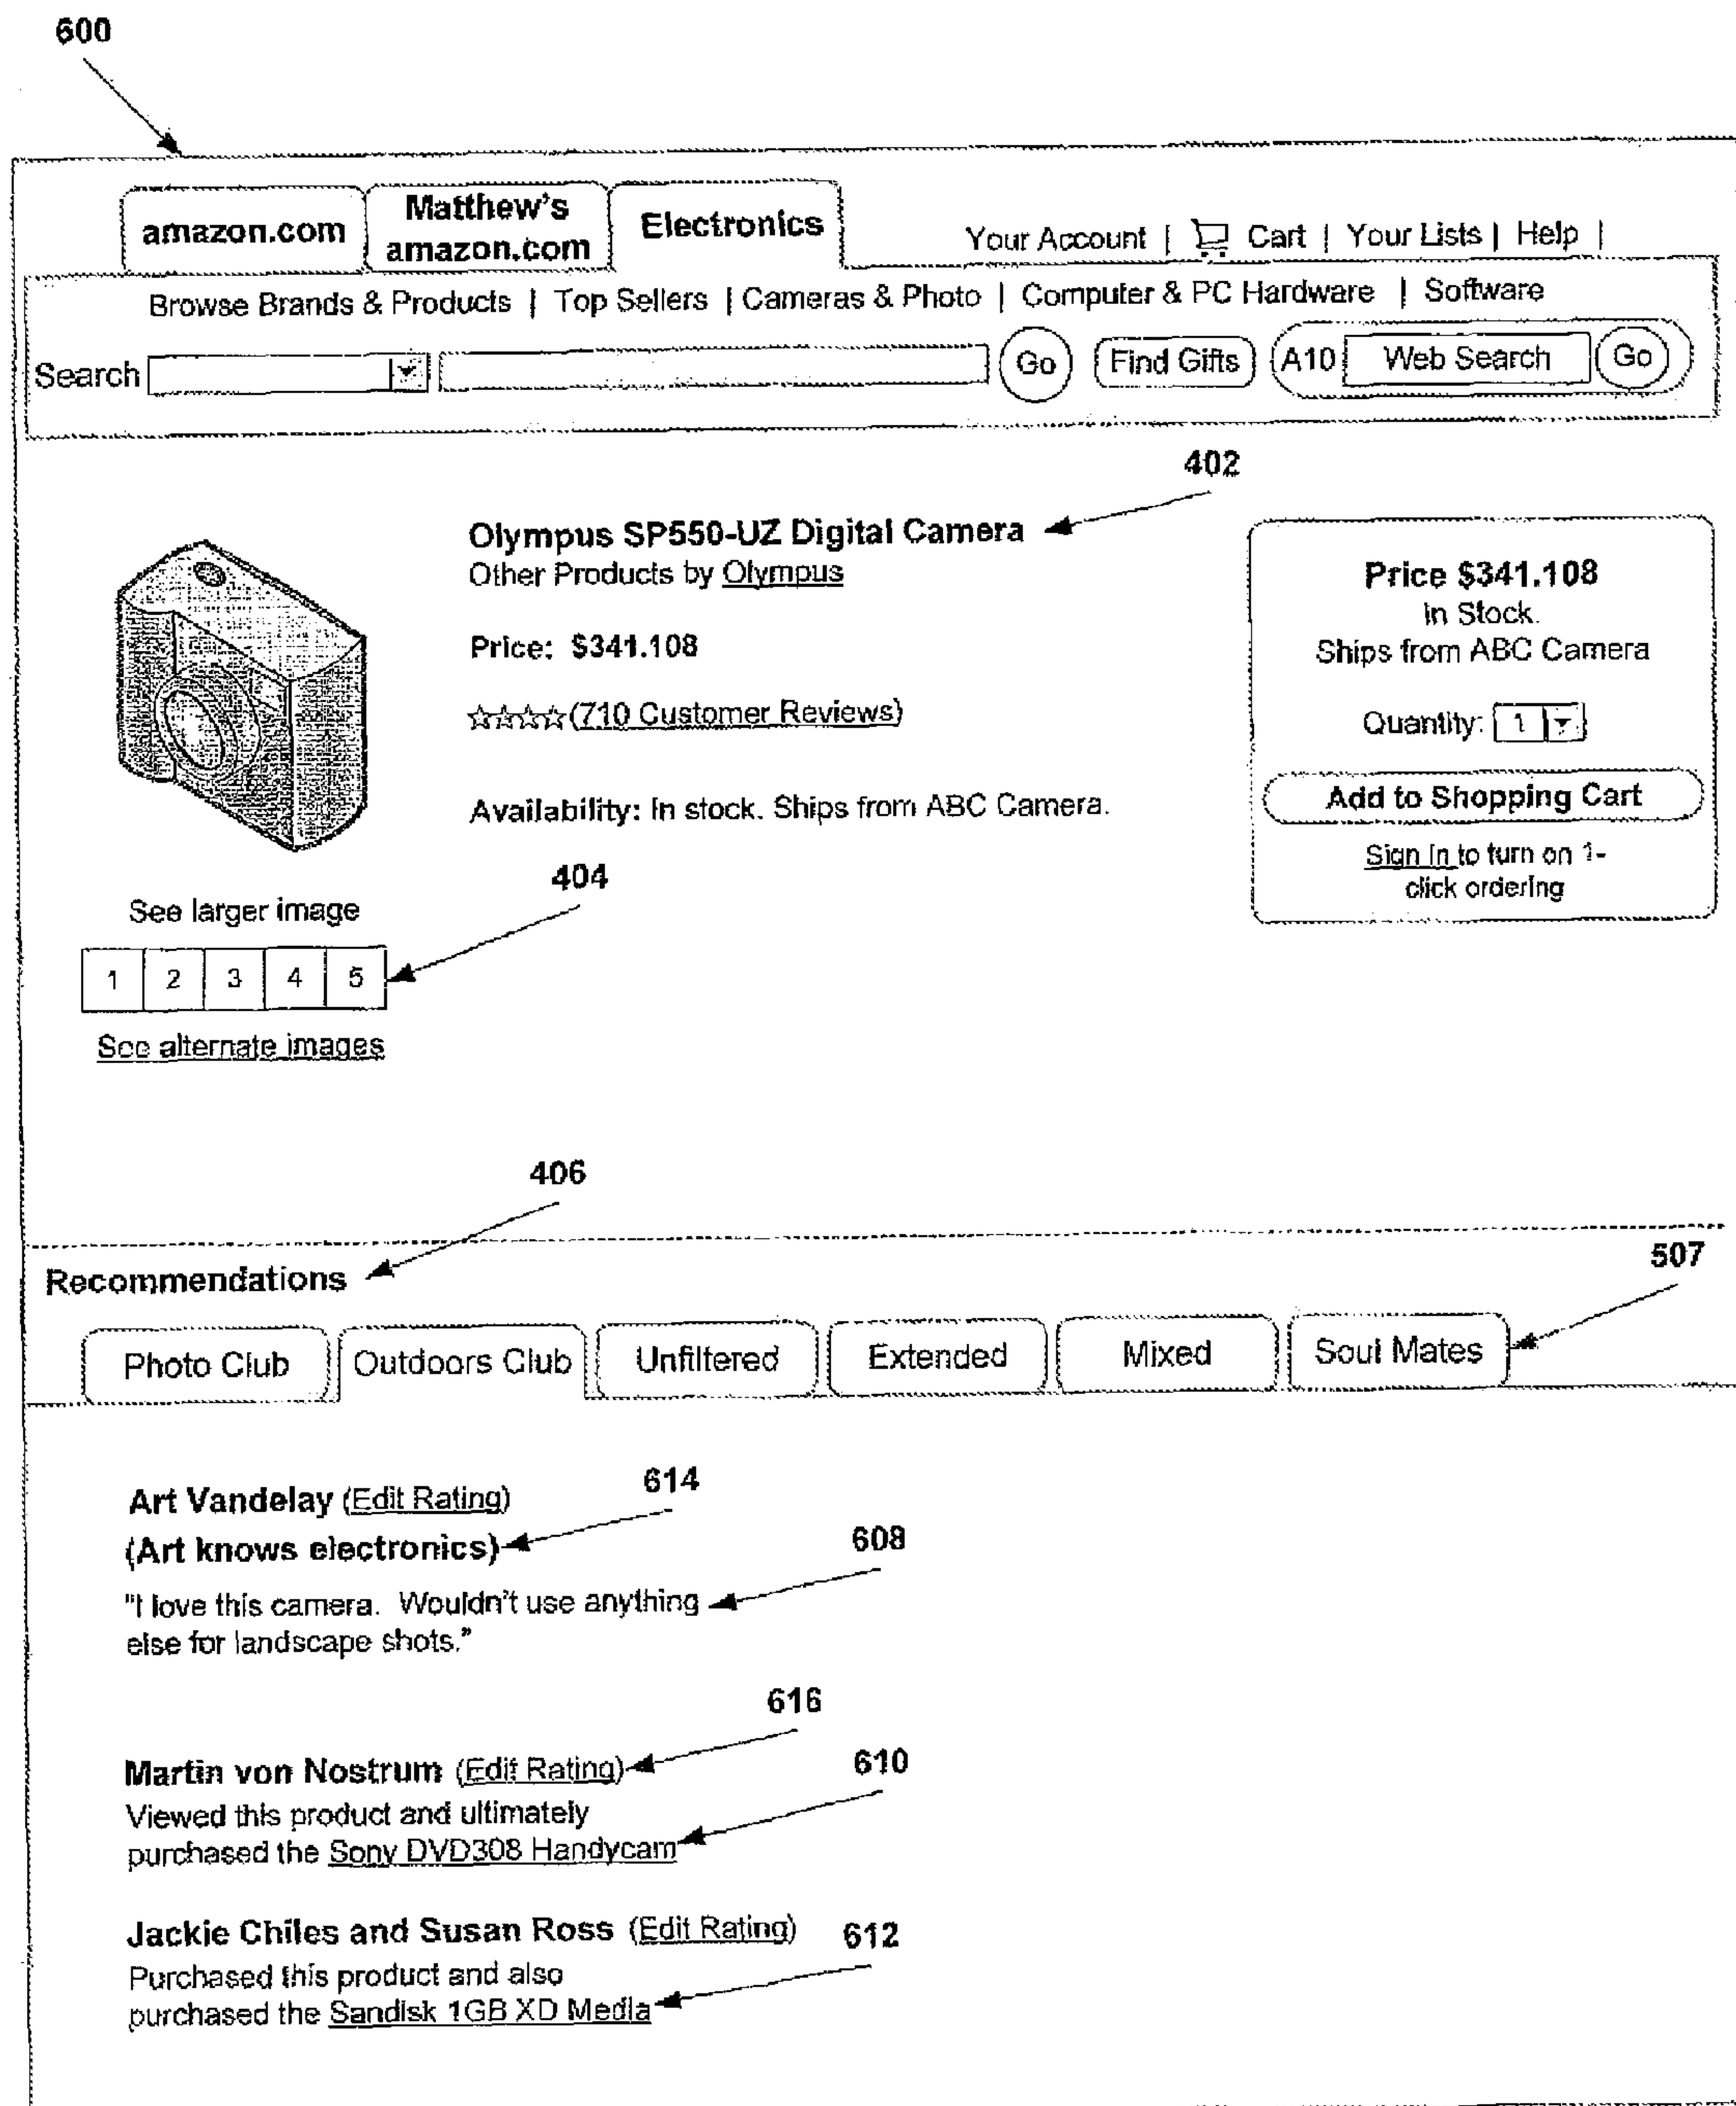 600
amazon.com
Matthew's
amazon.com
Electronics
Your Account | Cart | Your Lists | Help |
Browse Brands & Products | Top Sellers | Cameras & Photo | Computer & PC Hardware | Software
Search Go Find Gifts A10 Web Search Go
402
Olympus SP550-UZ Digital Camera
Other Products by Olympus
Price: $341.108
☆☆☆☆(710 Customer Reviews)
Availability: In stock. Ships from ABC Camera.
Price $341.108
In Stock.
Ships from ABC Camera
Quantity: 1
Add to Shopping Cart
Sign in to turn on 1-
click ordering
404
See larger image
1 2 3 4 5
See alternate images
406
Recommendations
507
Photo Club Outdoors Club Unfiltered Extended Mixed Soul Mates
614
Art Vandelay (Edit Rating)
(Art knows electronics)
608
"I love this camera. Wouldn't use anything
else for landscape shots."
616
Martin von Nostrum (Edit Rating)
610
Viewed this product and ultimately
purchased the Sony DVD308 Handycam
Jackie Chiles and Susan Ross (Edit Rating)
612
Purchased this product and also
purchased the Sandisk 1GB XD Media